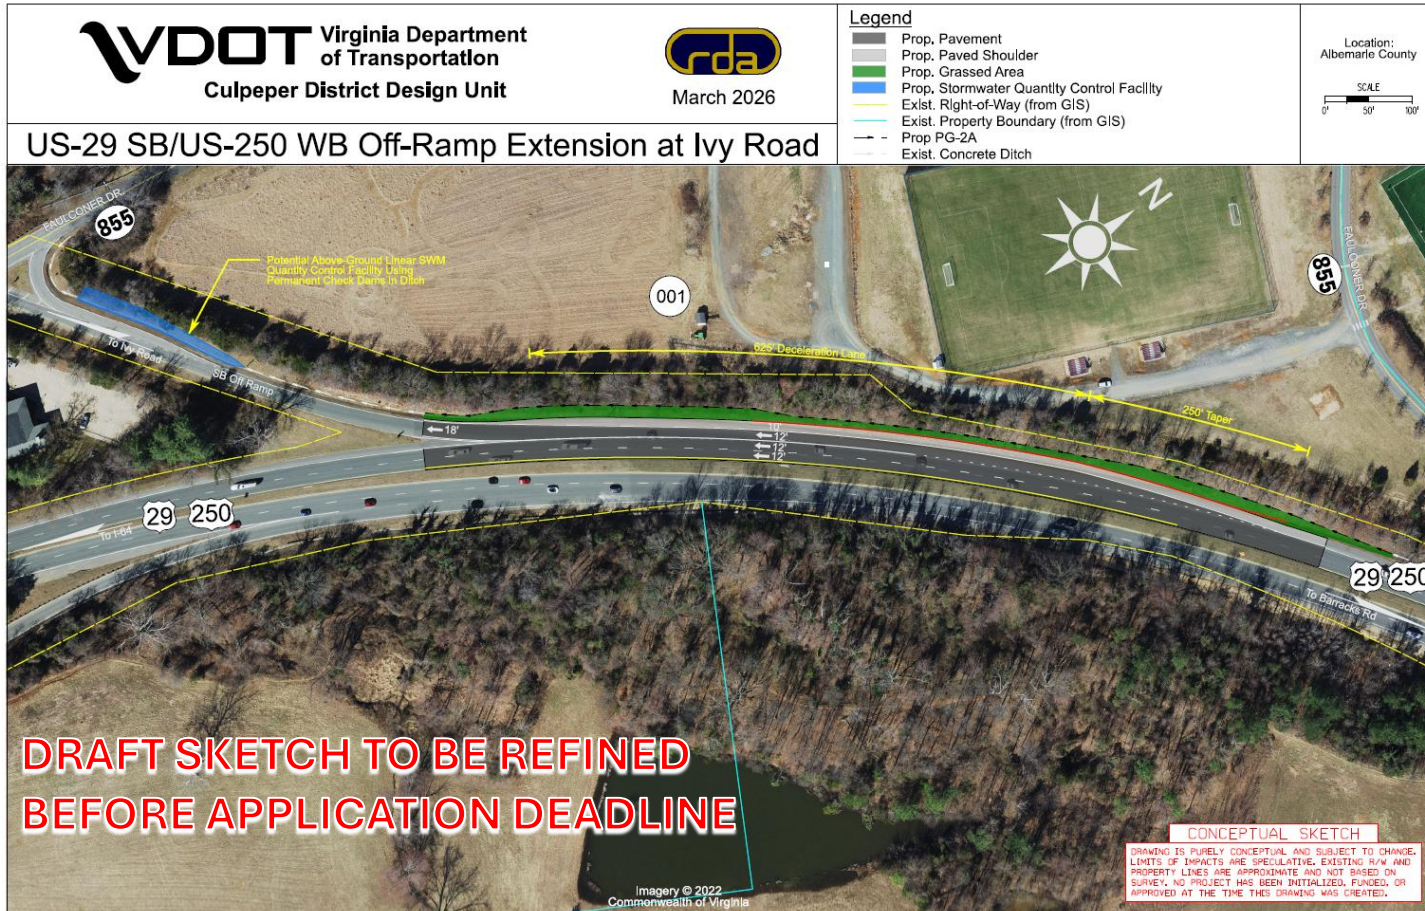 VDOT
Virginia Department
of Transportation
Culpeper District Design Unit
rda
March 2026
US-29 SB/US-250 WB Off-Ramp Extension at Ivy Road
Legend
Prop. Pavement
Prop. Paved Shoulder
Prop. Grassed Area
Prop. Stormwater Quantity Control Facility
Exist. Right-of-Way (from GIS)
Exist. Property Boundary (from GIS)
Prop PG-2A
Exist. Concrete Ditch
Location:
Albemarle County
SCALE
0' 50' 100'
FAULCONER DR.
855
Potential Above-Ground Linear SWM
Quantity Control Facility Using
Permanent Check Dams in Ditch
001
N
FAULCONER DR.
855
625' Deceleration Lane
250' Taper
To Ivy Road
SB Off Ramp
18'
10'
12'
12'
12'
29 250
To I-64
29 250
To Barracks Rd
DRAFT SKETCH TO BE REFINED
BEFORE APPLICATION DEADLINE
Imagery © 2022
Commonwealth of Virginia
CONCEPTUAL SKETCH
DRAWING IS PURELY CONCEPTUAL AND SUBJECT TO CHANGE.
LIMITS OF IMPACTS ARE SPECULATIVE. EXISTING R/W AND
PROPERTY LINES ARE APPROXIMATE AND NOT BASED ON
SURVEY. NO PROJECT HAS BEEN INITIALIZED, FUNDED, OR
APPROVED AT THE TIME THIS DRAWING WAS CREATED.